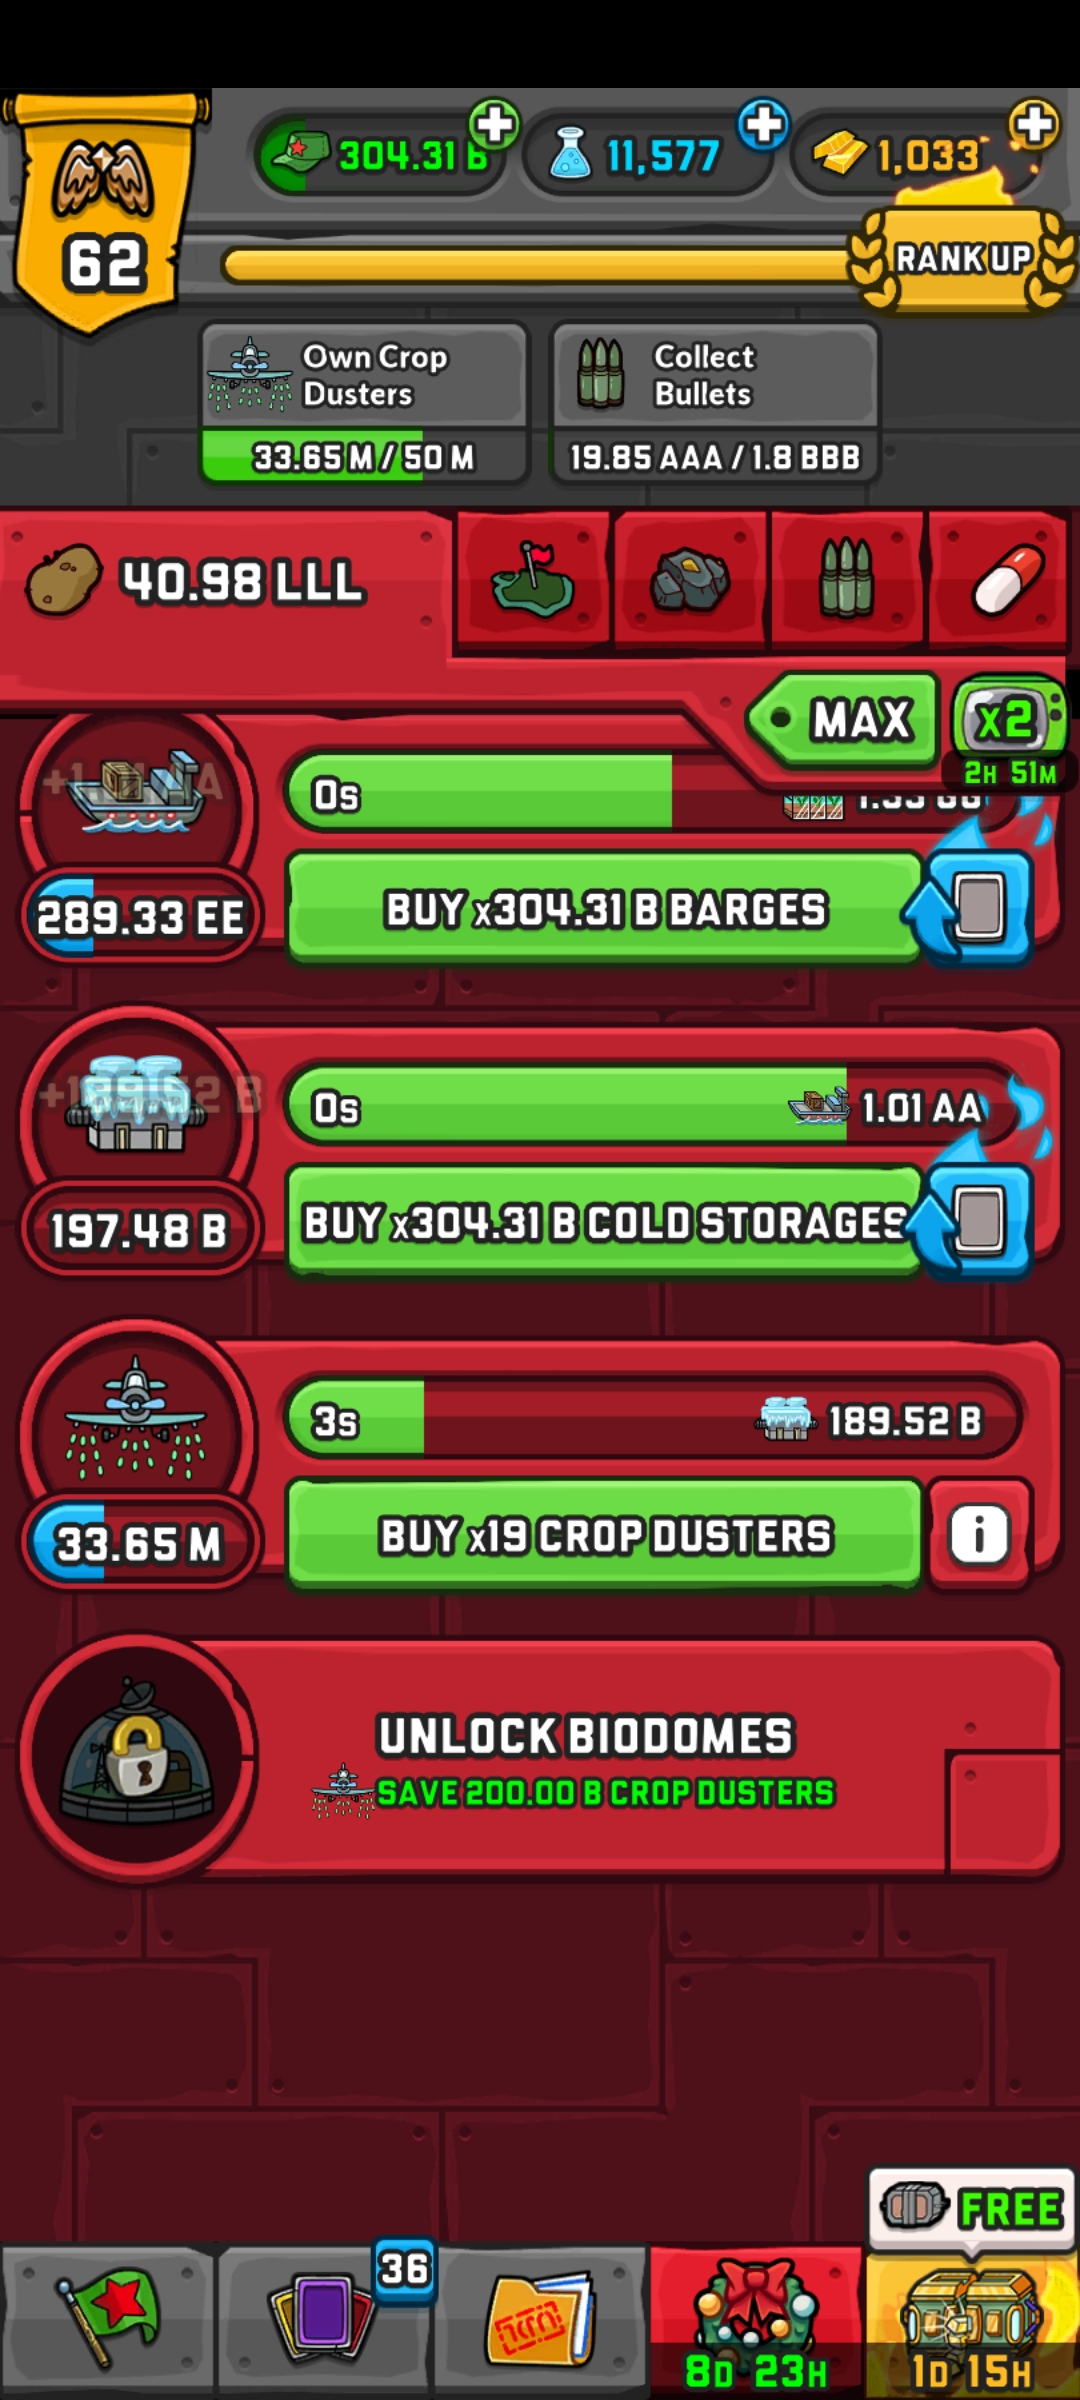 304.31 B
11,577
1,033
62
RANK UP
Own Crop
Dusters
33.65 M / 50 M
Collect
Bullets
19.85 AAA / 1.8 BBB
40.98 LLL
MAX
x2
2H 51M
0s
289.33 EE
BUY x304.31 B BARGES
0s
1.01 AA
197.48 B
BUY x304.31 B COLD STORAGES
3s
189.52 B
33.65 M
BUY x19 CROP DUSTERS
i
UNLOCK BIODOMES
SAVE 200.00 B CROP DUSTERS
FREE
36
8D 23H
1D 15H